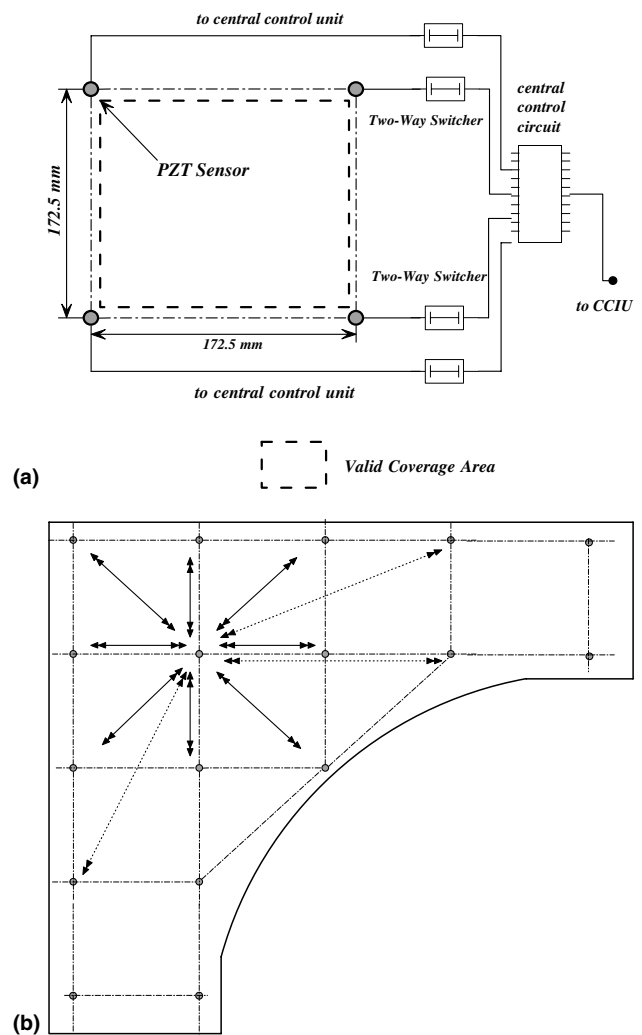 to central control unit
central
control
circuit
Two-Way Switcher
PZT Sensor
172.5 mm
Two-Way Switcher
to CCIU
172.5 mm
to central control unit
(a)
Valid Coverage Area
(b)